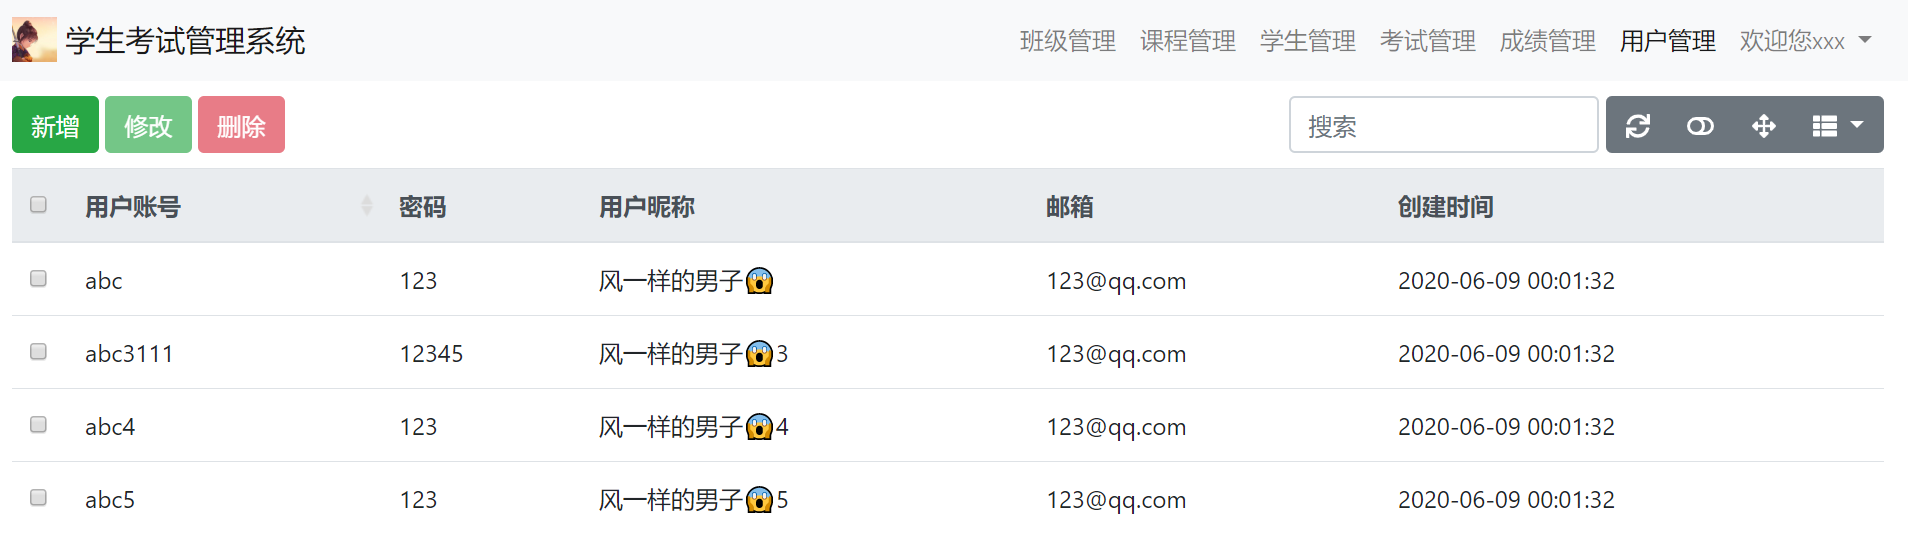 学生考试管理系统 班级管理 课程管理 学生管理 考试管理 成绩管理 用户管理 欢迎您xxx
新增 修改 删除 搜索
用户账号 密码 用户昵称 邮箱 创建时间
abc 123 风一样的男子😱 123@qq.com 2020-06-09 00:01:32
abc3111 12345 风一样的男子😱3 123@qq.com 2020-06-09 00:01:32
abc4 123 风一样的男子😱4 123@qq.com 2020-06-09 00:01:32
abc5 123 风一样的男子😱5 123@qq.com 2020-06-09 00:01:32